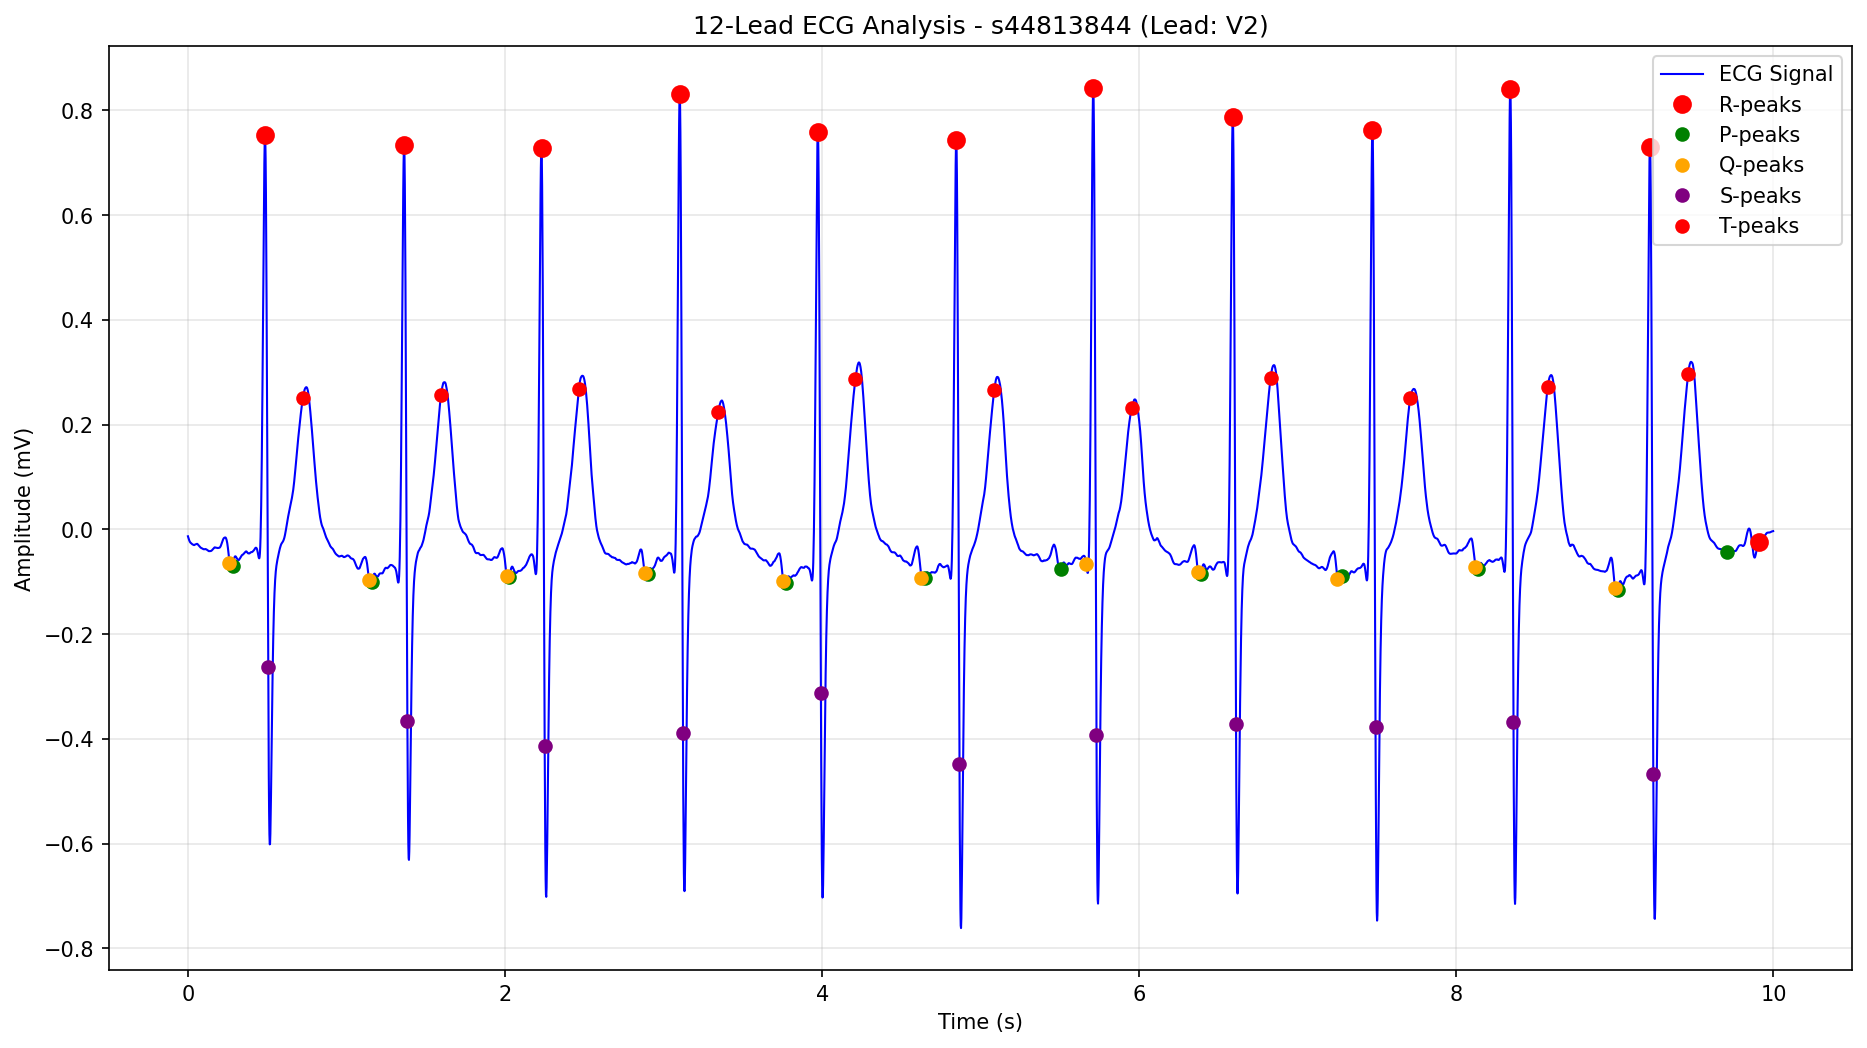 12-Lead ECG Analysis - s44813844 (Lead: V2)
ECG Signal
R-peaks
P-peaks
Q-peaks
S-peaks
T-peaks
Amplitude (mV)
0.8
0.6
0.4
0.2
0.0
−0.2
−0.4
−0.6
−0.8
0 2 4 6 8 10
Time (s)